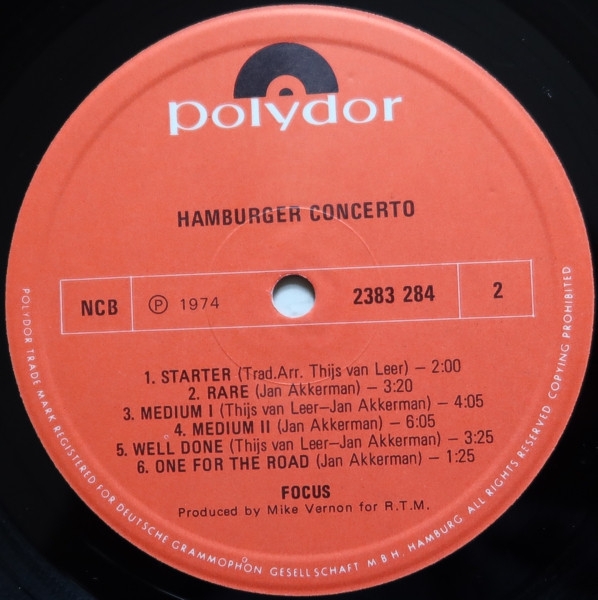 polydor
HAMBURGER CONCERTO
NCB
Ⓟ 1974
2383 284
2
1. STARTER (Trad.Arr. Thijs van Leer) – 2:00
2. RARE (Jan Akkerman) – 3:20
3. MEDIUM I (Thijs van Leer–Jan Akkerman) – 4:05
4. MEDIUM II (Jan Akkerman) – 6:05
5. WELL DONE (Thijs van Leer–Jan Akkerman) – 3:25
6. ONE FOR THE ROAD (Jan Akkerman) – 1:25
FOCUS
Produced by Mike Vernon for R.T.M.
POLYDOR TRADE MARK REGISTERED FOR DEUTSCHE GRAMMOPHON GESELLSCHAFT MBH, HAMBURG. ALL RIGHTS RESERVED COPYING PROHIBITED